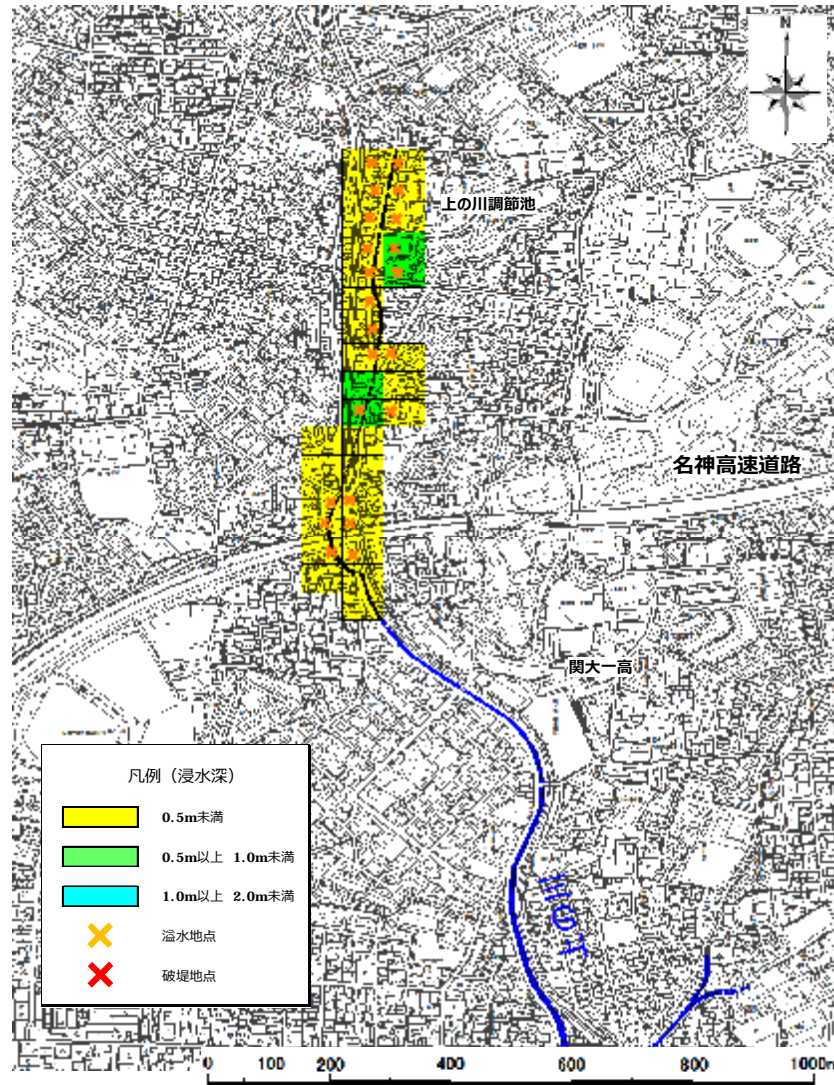 N
上の川調節池
名神高速道路
関大一高
上の川
凡例（浸水深）
0.5m未満
0.5m以上 1.0m未満
1.0m以上 2.0m未満
溢水地点
破堤地点
0 100 200 400 600 800 1000m